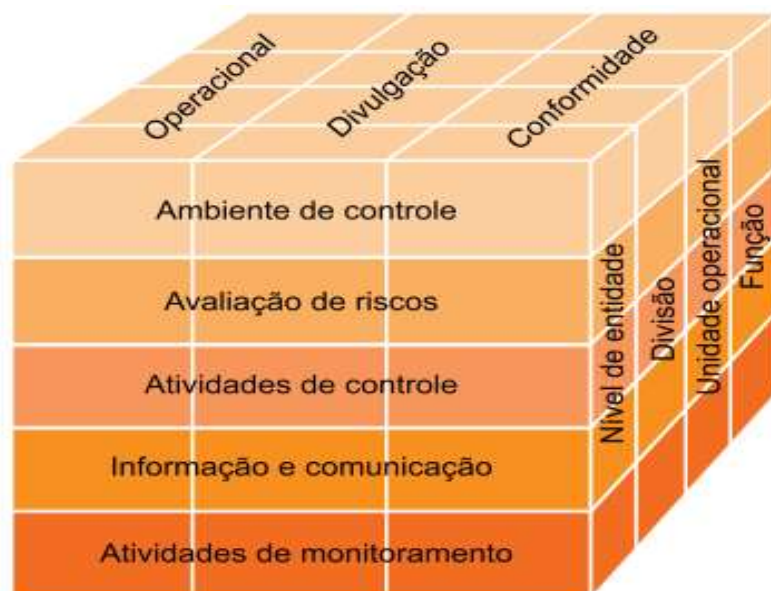 Operacional
Divulgação
Conformidade
Ambiente de controle
Avaliação de riscos
Atividades de controle
Informação e comunicação
Atividades de monitoramento
Nível de entidade
Divisão
Unidade operacional
Função